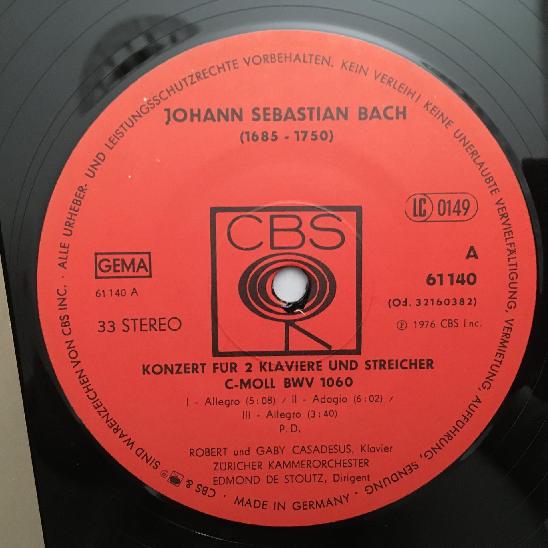 ALLE URHEBER- UND LEISTUNGSSCHUTZRECHTE VORBEHALTEN. KEIN VERLEIH! KEINE UNERLAUBTE VERVIELFÄLTIGUNG, VERMIETUNG, AUFFÜHRUNG, SENDUNG
JOHANN SEBASTIAN BACH
(1685 - 1750)
LC 0149
CBS
GEMA
A
61140 A
61140
(Od. 32160382)
33 STEREO
Ⓟ 1976 CBS Inc.
KONZERT FUR 2 KLAVIERE UND STREICHER
C-MOLL BWV 1060
I - Allegro (5:08) / II - Adagio (6:02) /
III - Allegro (3:40)
P. D.
ROBERT und GABY CASADESUS, Klavier
ZÜRICHER KAMMERORCHESTER
EDMOND DE STOUTZ, Dirigent
CBS & SIND WARENZEICHEN VON CBS INC.
MADE IN GERMANY